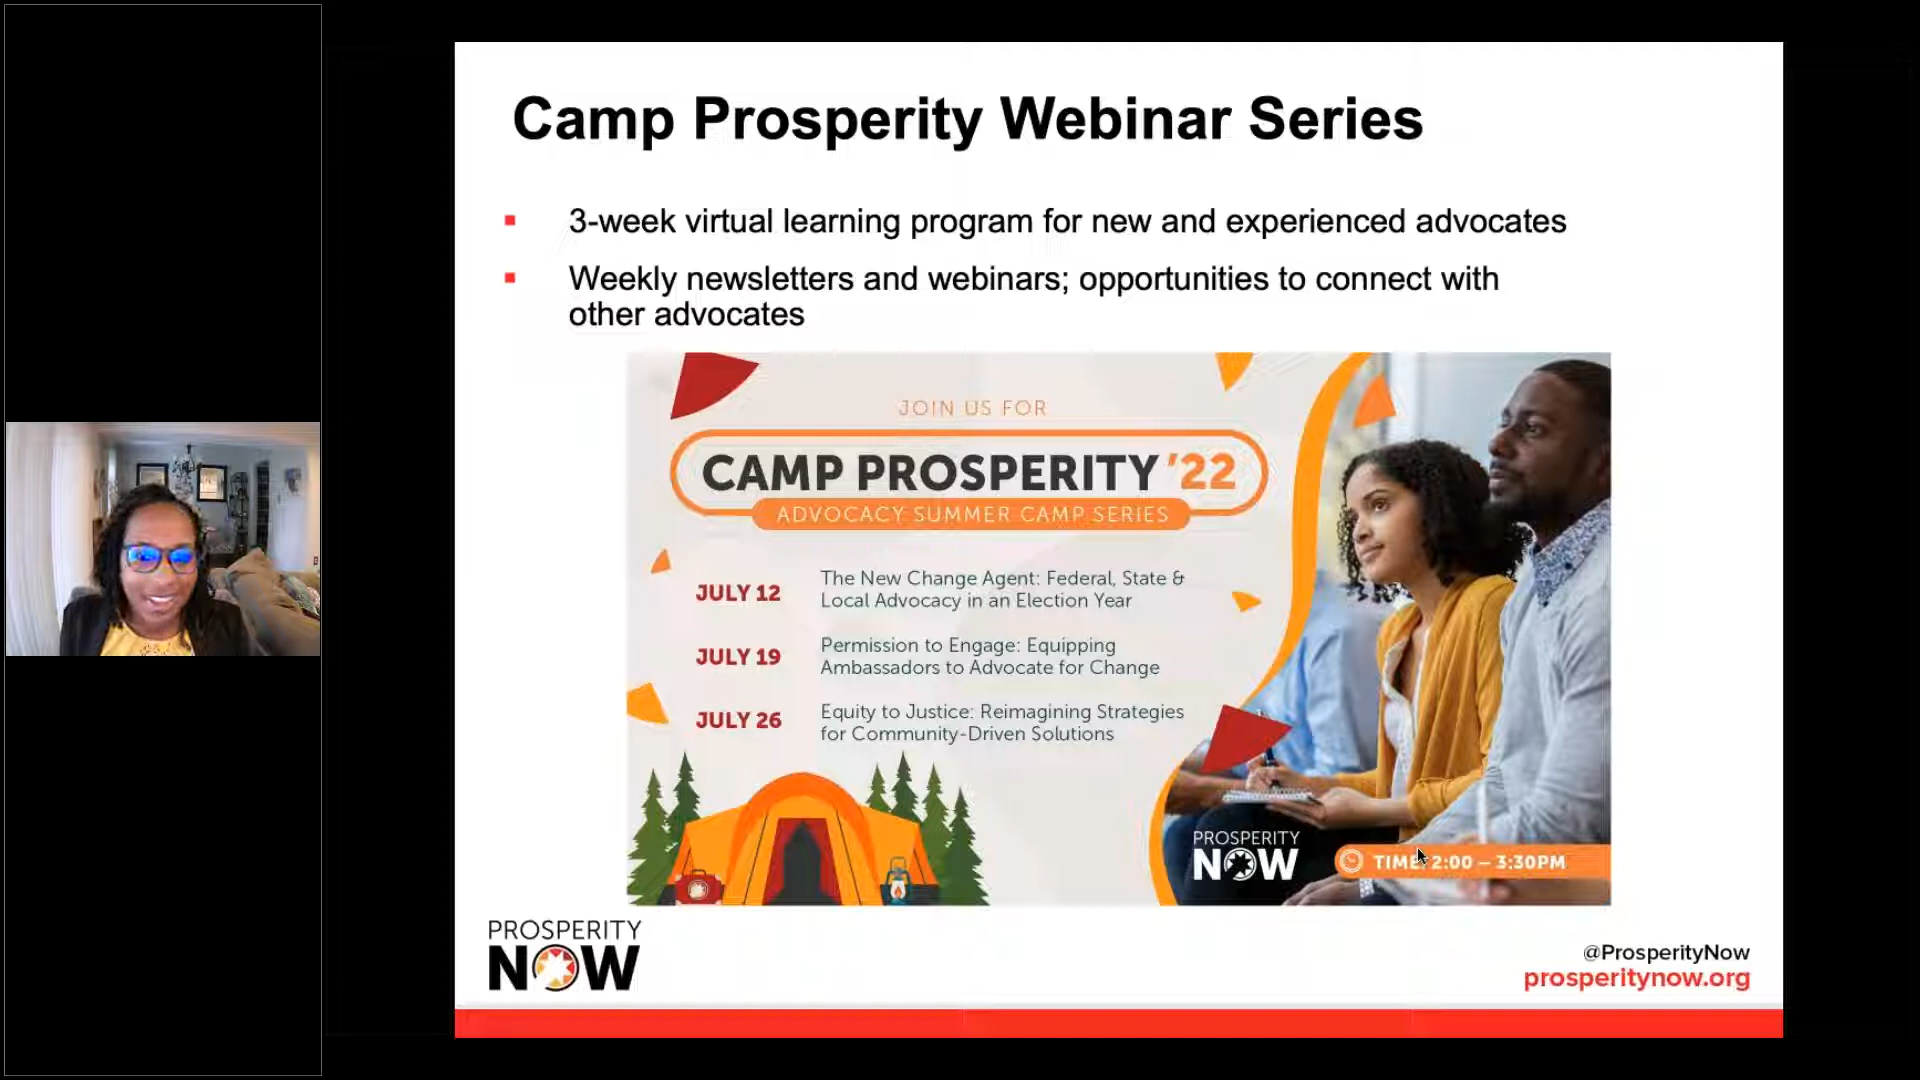 Camp Prosperity Webinar Series
3-week virtual learning program for new and experienced advocates
Weekly newsletters and webinars; opportunities to connect with
other advocates
JOIN US FOR
CAMP PROSPERITY '22
ADVOCACY SUMMER CAMP SERIES
JULY 12
The New Change Agent: Federal, State &
Local Advocacy in an Election Year
JULY 19
Permission to Engage: Equipping
Ambassadors to Advocate for Change
JULY 26
Equity to Justice: Reimagining Strategies
for Community-Driven Solutions
PROSPERITY
NOW
TIME: 2:00 – 3:30PM
PROSPERITY
NOW
@ProsperityNow
prosperitynow.org